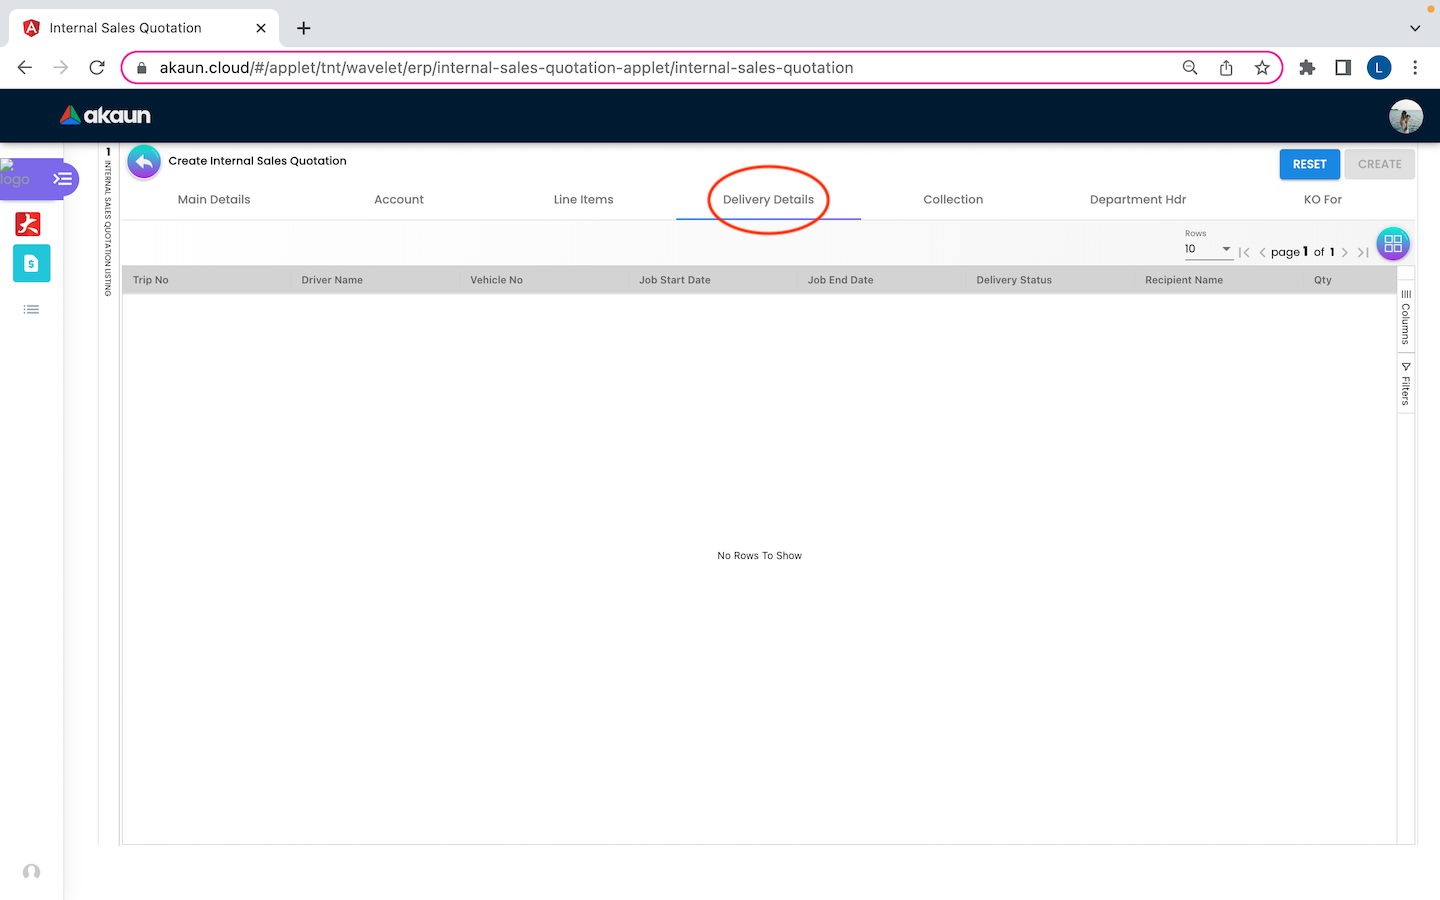 Internal Sales Quotation
akaun.cloud/#/applet/tnt/wavelet/erp/internal-sales-quotation-applet/internal-sales-quotation
L
akaun
logo
1
INTERNAL SALES QUOTATION LISTING
Create Internal Sales Quotation
RESET
CREATE
Main Details
Account
Line Items
Delivery Details
Collection
Department Hdr
KO For
Rows
10
page 1 of 1
Trip No
Driver Name
Vehicle No
Job Start Date
Job End Date
Delivery Status
Recipient Name
Qty
Columns
Filters
No Rows To Show